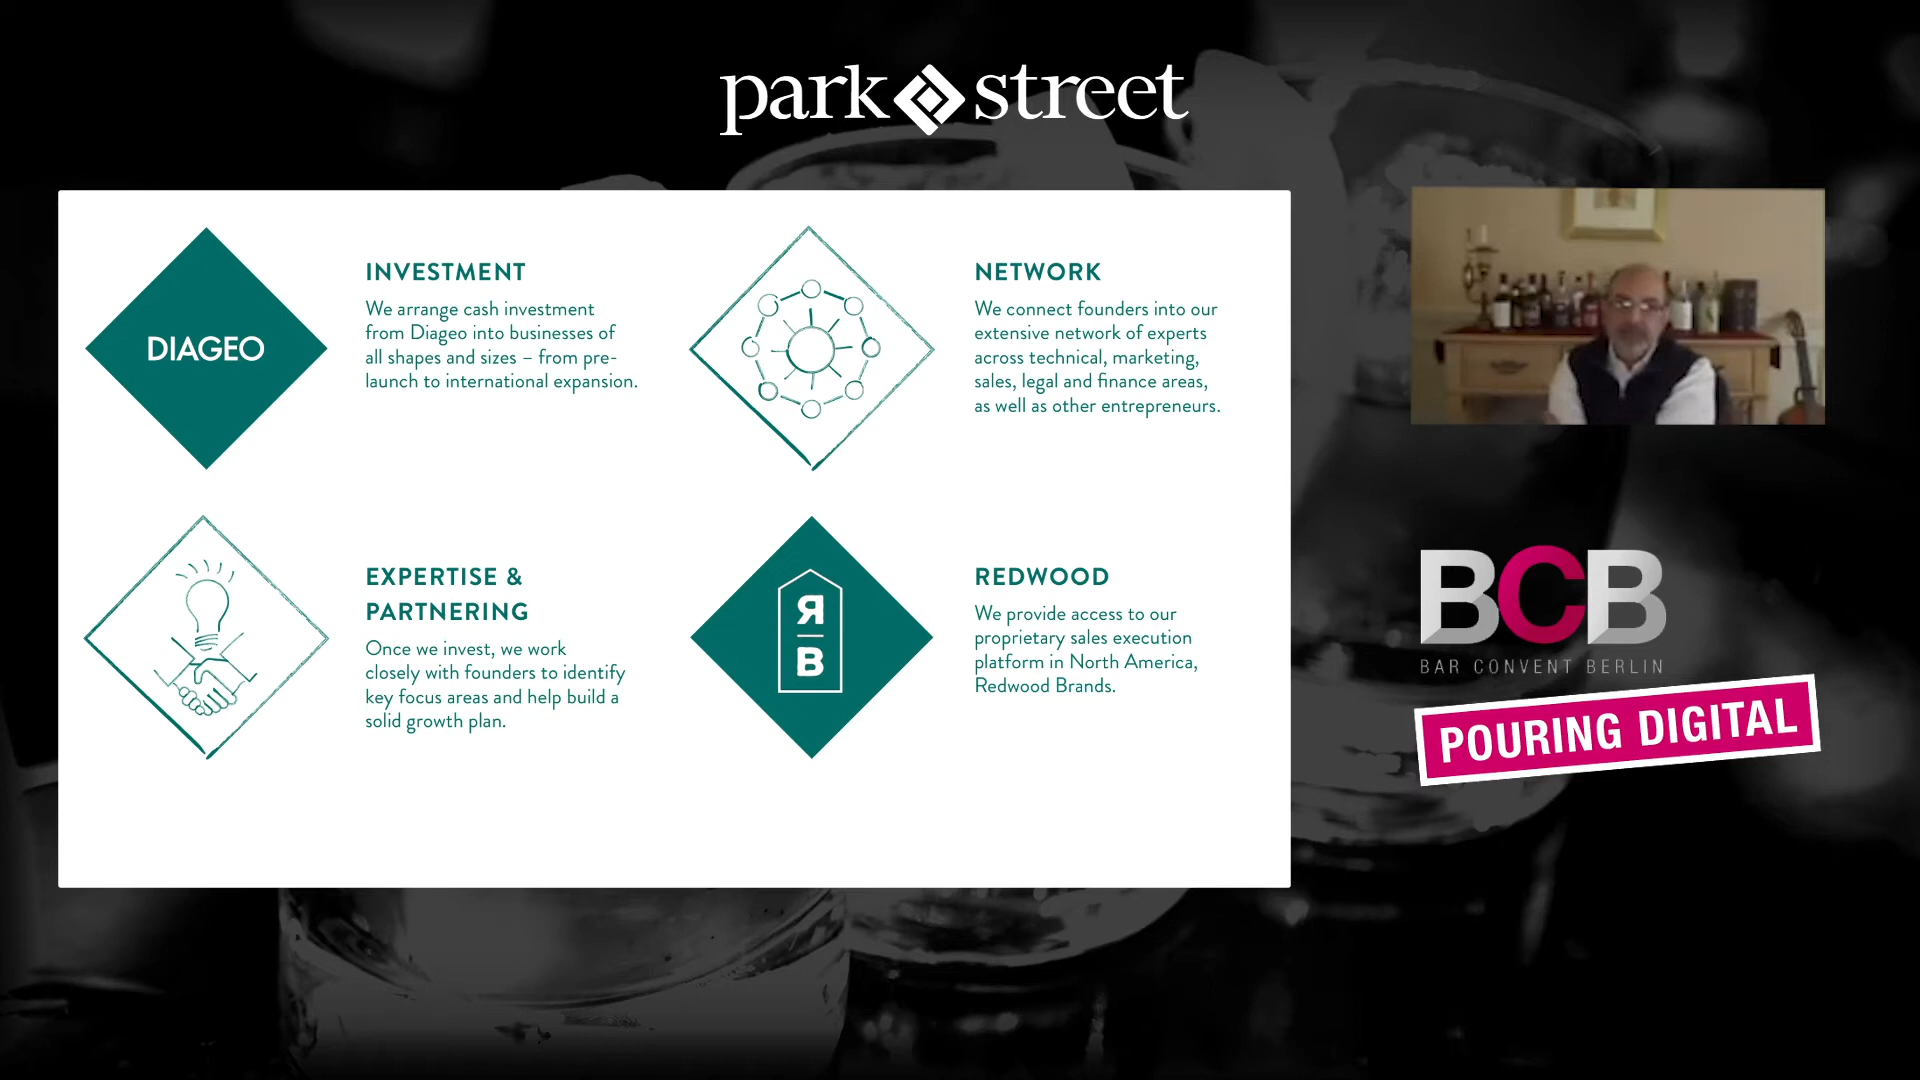 park street
DIAGEO
INVESTMENT
We arrange cash investment
from Diageo into businesses of
all shapes and sizes – from pre-
launch to international expansion.
NETWORK
We connect founders into our
extensive network of experts
across technical, marketing,
sales, legal and finance areas,
as well as other entrepreneurs.
EXPERTISE &
PARTNERING
Once we invest, we work
closely with founders to identify
key focus areas and help build a
solid growth plan.
R
B
REDWOOD
We provide access to our
proprietary sales execution
platform in North America,
Redwood Brands.
BCB
BAR CONVENT BERLIN
POURING DIGITAL